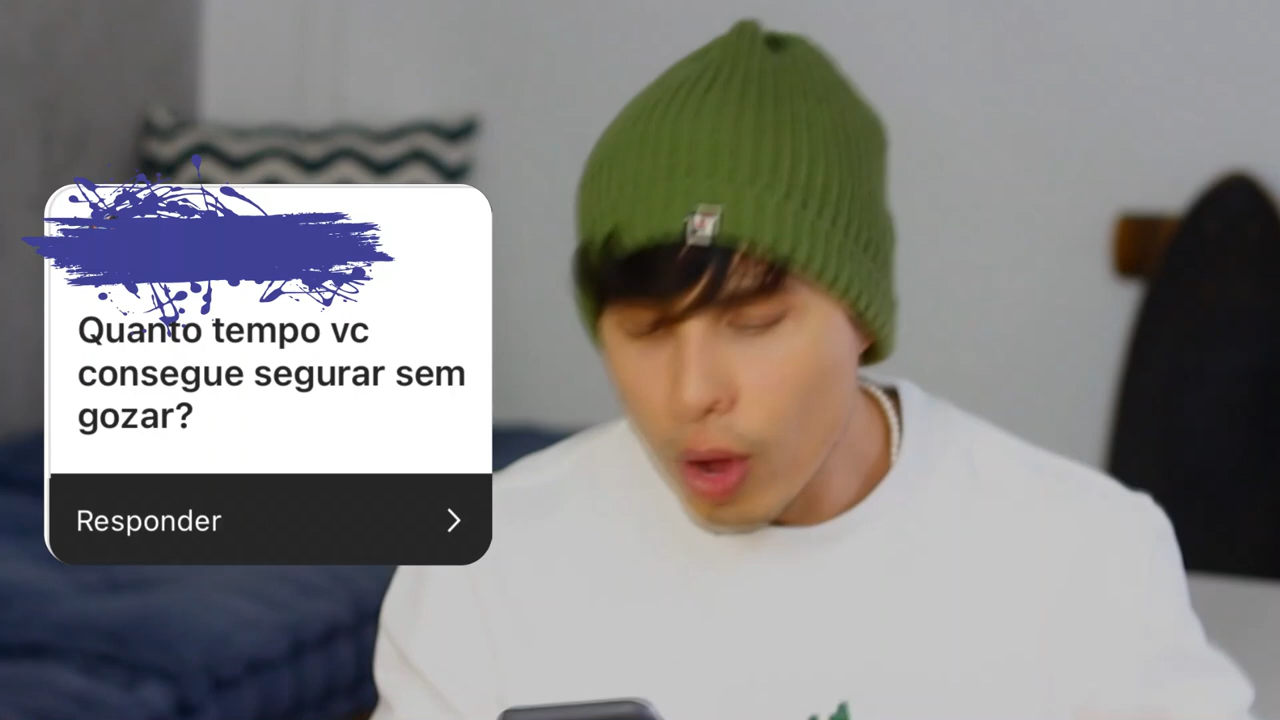 Quanto tempo vc
consegue segurar sem
gozar?
Responder